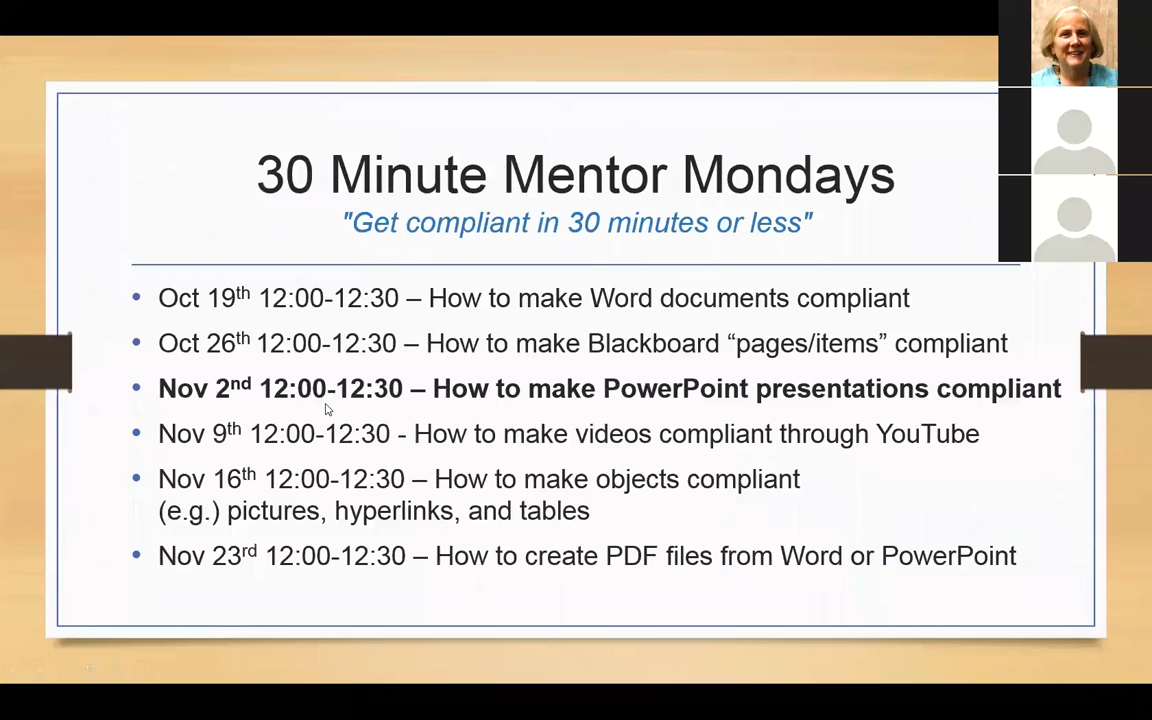 30 Minute Mentor Mondays
"Get compliant in 30 minutes or less"
• Oct 19th 12:00-12:30 – How to make Word documents compliant
• Oct 26th 12:00-12:30 – How to make Blackboard “pages/items” compliant
• Nov 2nd 12:00-12:30 – How to make PowerPoint presentations compliant
• Nov 9th 12:00-12:30 - How to make videos compliant through YouTube
• Nov 16th 12:00-12:30 – How to make objects compliant
(e.g.) pictures, hyperlinks, and tables
• Nov 23rd 12:00-12:30 – How to create PDF files from Word or PowerPoint